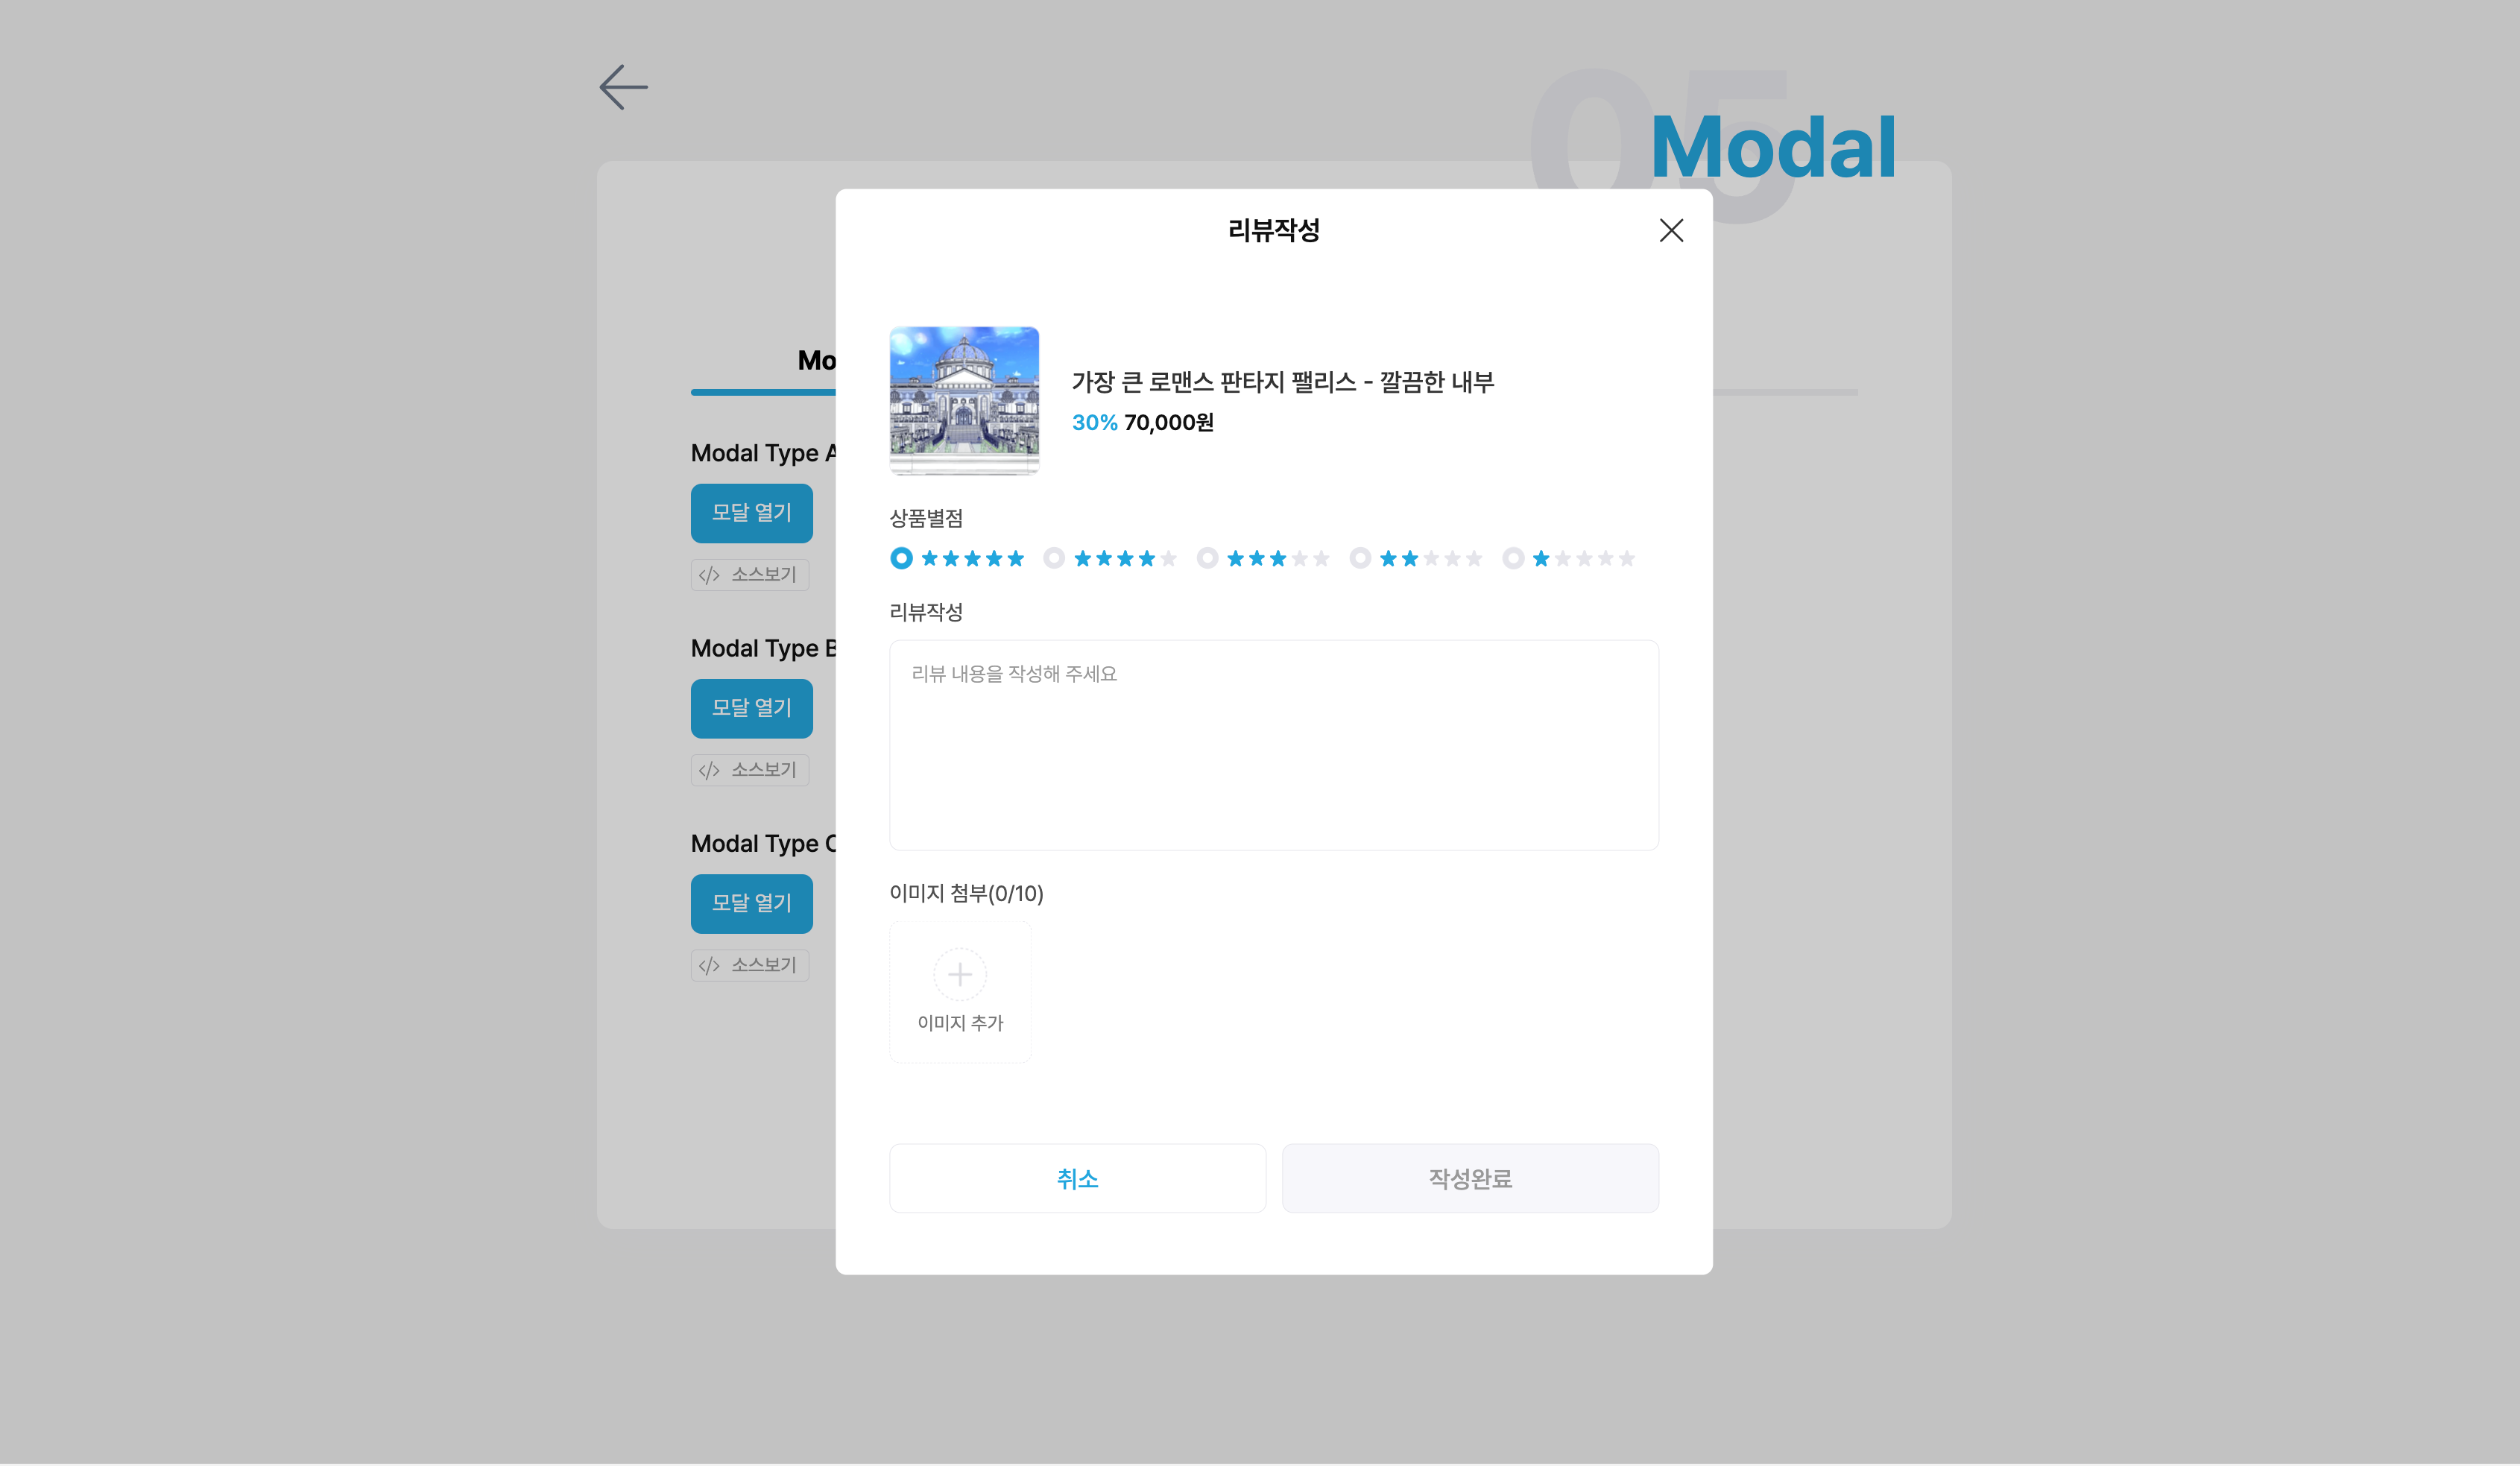 05
Modal
리뷰작성
가장 큰 로맨스 판타지 팰리스 - 깔끔한 내부
30% 70,000원
상품별점
리뷰작성
리뷰 내용을 작성해 주세요
이미지 첨부(0/10)
이미지 추가
취소
작성완료
Modal Type A
모달 열기
</> 소스보기
Modal Type B
모달 열기
</> 소스보기
Modal Type C
모달 열기
</> 소스보기